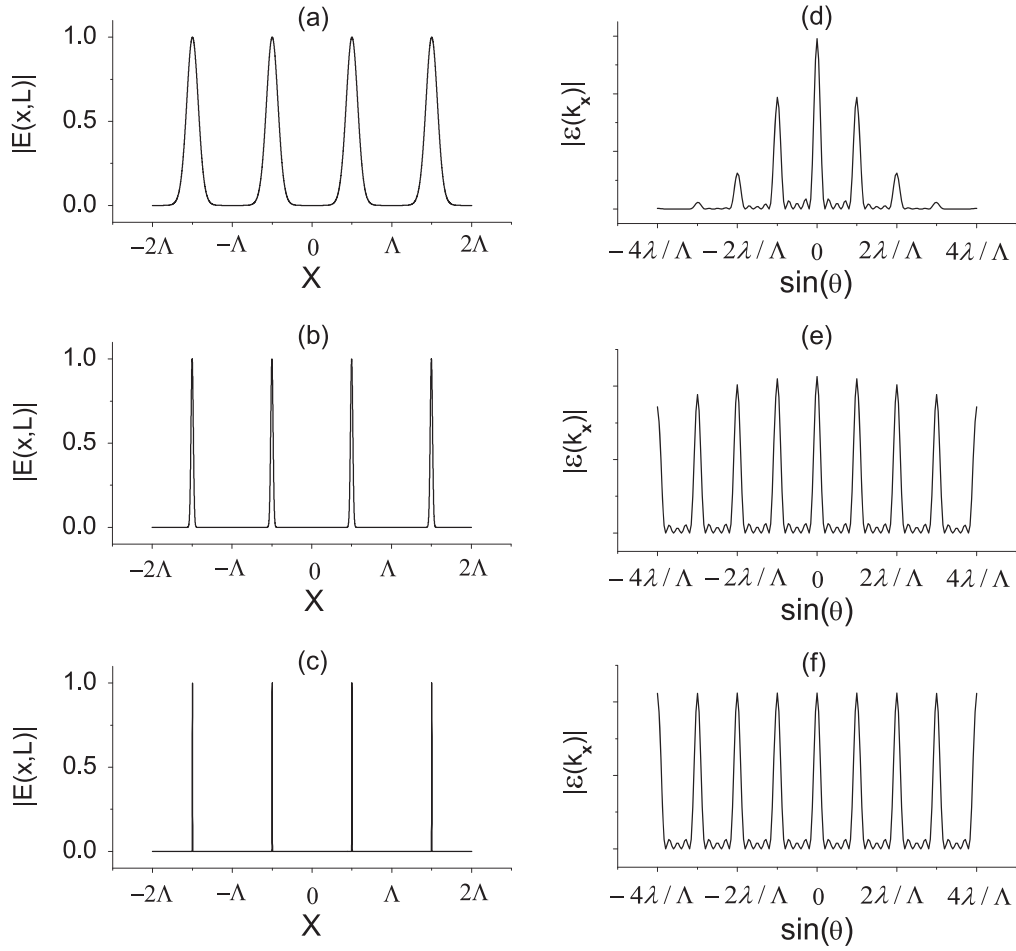 (a)
|E(x,L)|
1.0
0.5
0.0
−2Λ −Λ 0 Λ 2Λ
X
(d)
|ε(kₓ)|
−4λ/Λ −2λ/Λ 0 2λ/Λ 4λ/Λ
sin(θ)
(b)
|E(x,L)|
1.0
0.5
0.0
−2Λ −Λ 0 Λ 2Λ
X
(e)
|ε(kₓ)|
−4λ/Λ −2λ/Λ 0 2λ/Λ 4λ/Λ
sin(θ)
(c)
|E(x,L)|
1.0
0.5
0.0
−2Λ −Λ 0 Λ 2Λ
X
(f)
|ε(kₓ)|
−4λ/Λ −2λ/Λ 0 2λ/Λ 4λ/Λ
sin(θ)